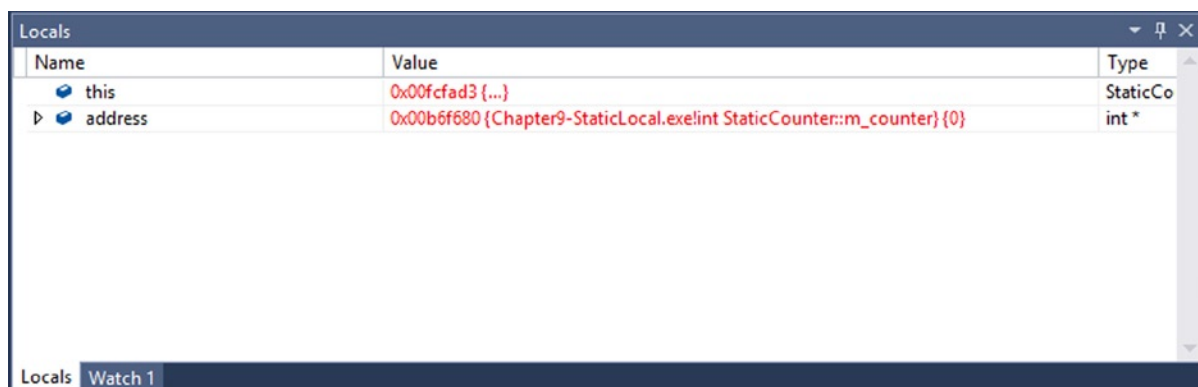 Locals
Name Value Type
this 0x00fcfad3 {...} StaticCo
address 0x00b6f680 {Chapter9-StaticLocal.exe!int StaticCounter::m_counter} {0} int *
Locals Watch 1